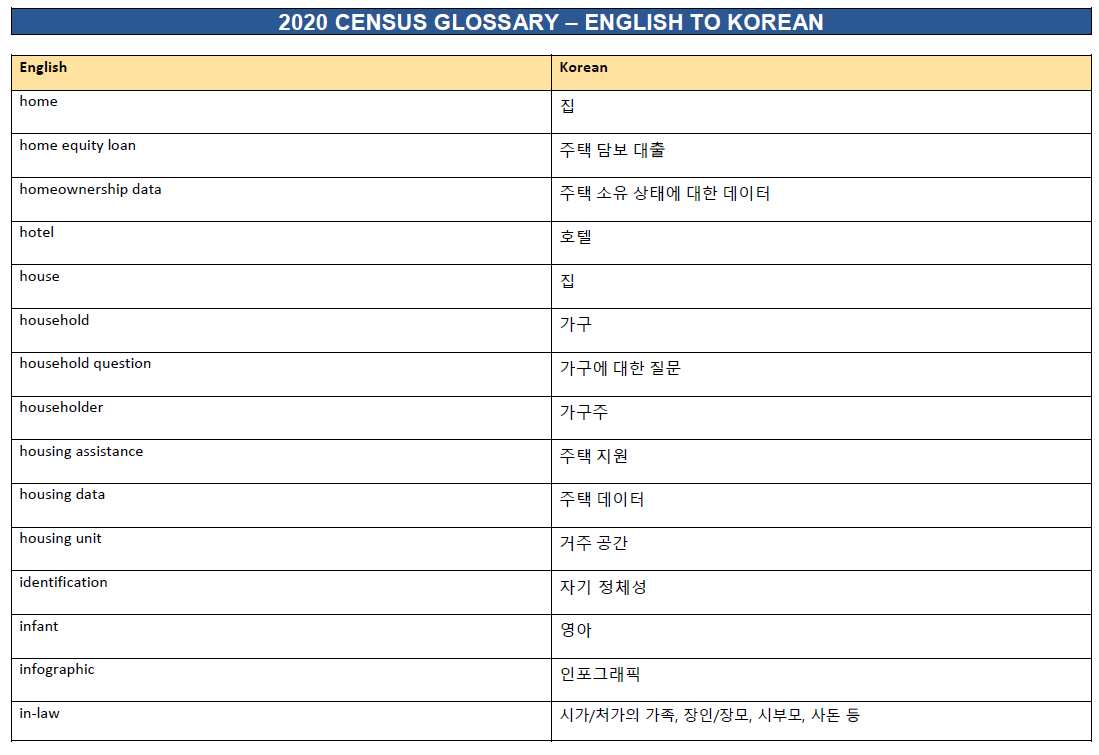 2020 CENSUS GLOSSARY – ENGLISH TO KOREAN
English Korean
home 집
home equity loan 주택 담보 대출
homeownership data 주택 소유 상태에 대한 데이터
hotel 호텔
house 집
household 가구
household question 가구에 대한 질문
householder 가구주
housing assistance 주택 지원
housing data 주택 데이터
housing unit 거주 공간
identification 자기 정체성
infant 영아
infographic 인포그래픽
in-law 시가/처가의 가족, 장인/장모, 시부모, 사돈 등